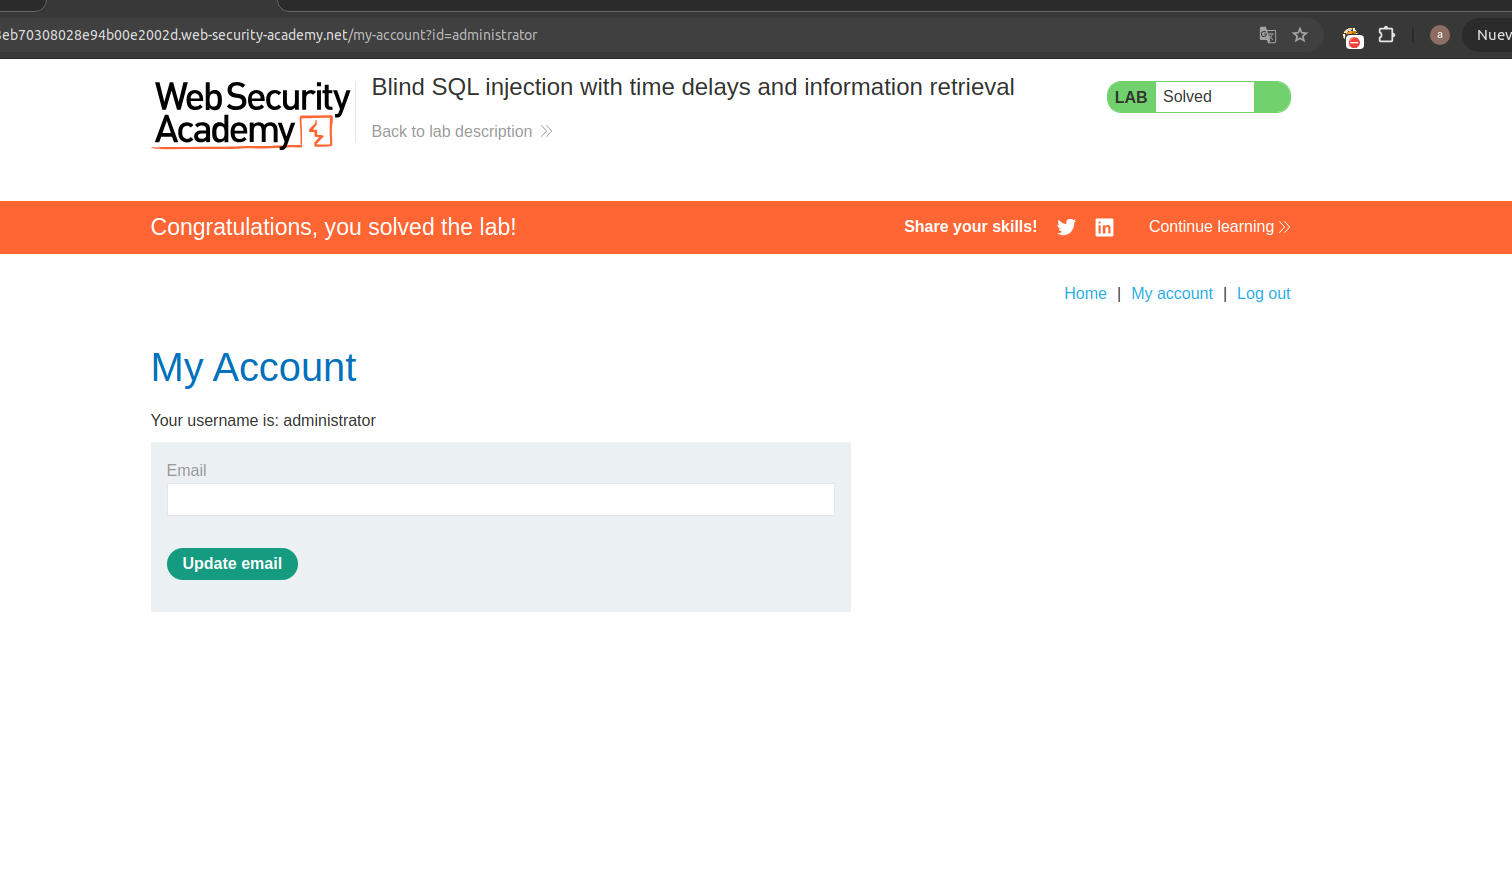 eb70308028e94b00e2002d.web-security-academy.net/my-account?id=administrator
a
Nuev
Web Security
Academy
Blind SQL injection with time delays and information retrieval
Back to lab description
LAB Solved
Congratulations, you solved the lab!
Share your skills!
Continue learning
Home | My account | Log out
My Account
Your username is: administrator
Email
Update email